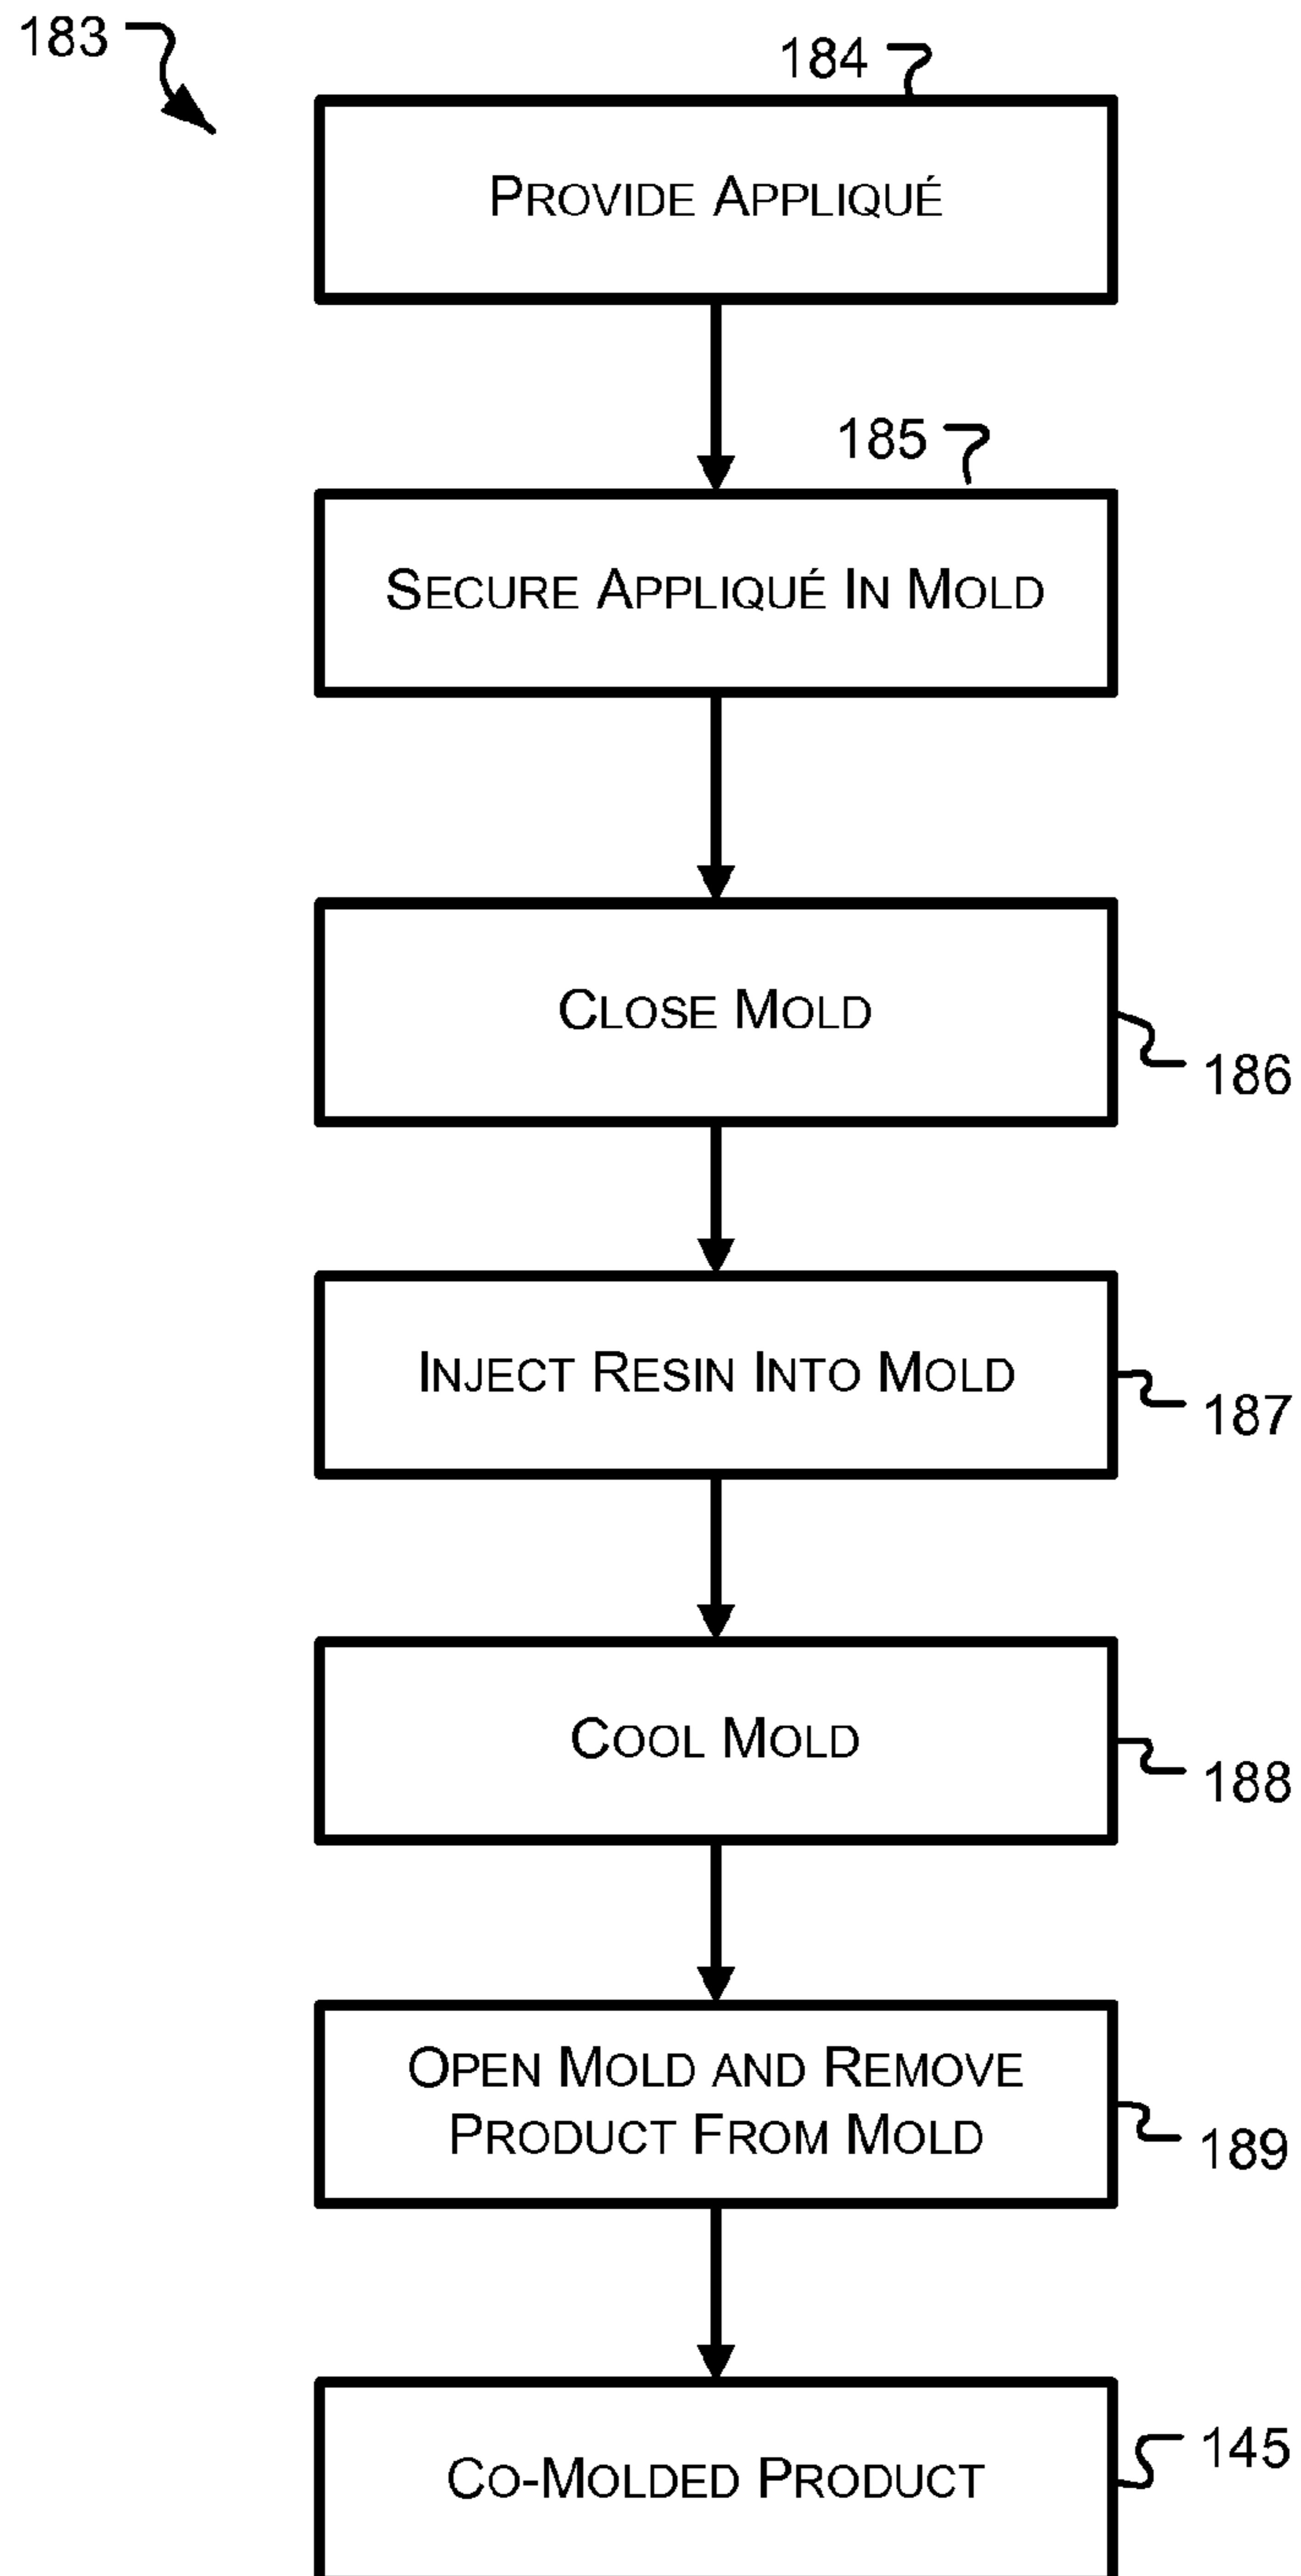 183
184
PROVIDE APPLIQUÉ
185
SECURE APPLIQUÉ IN MOLD
CLOSE MOLD
186
INJECT RESIN INTO MOLD
187
COOL MOLD
188
OPEN MOLD AND REMOVE
PRODUCT FROM MOLD
189
145
CO-MOLDED PRODUCT